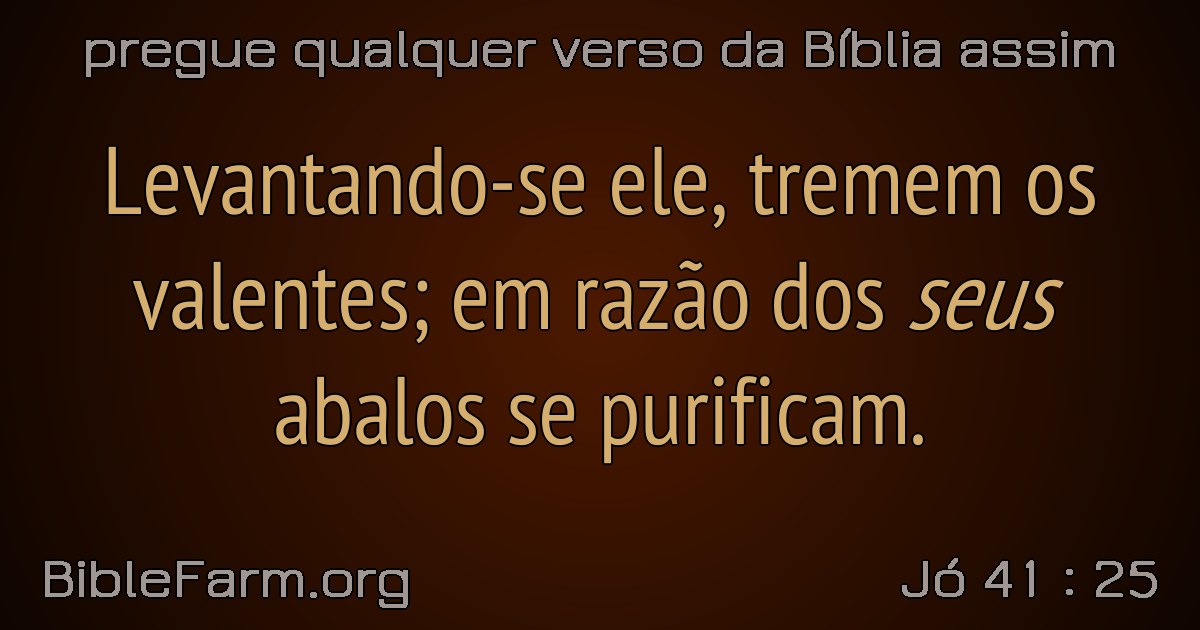 pregue qualquer verso da Bíblia assim
Levantando-se ele, tremem os
valentes; em razão dos seus
abalos se purificam.
BibleFarm.org
Jó 41 : 25